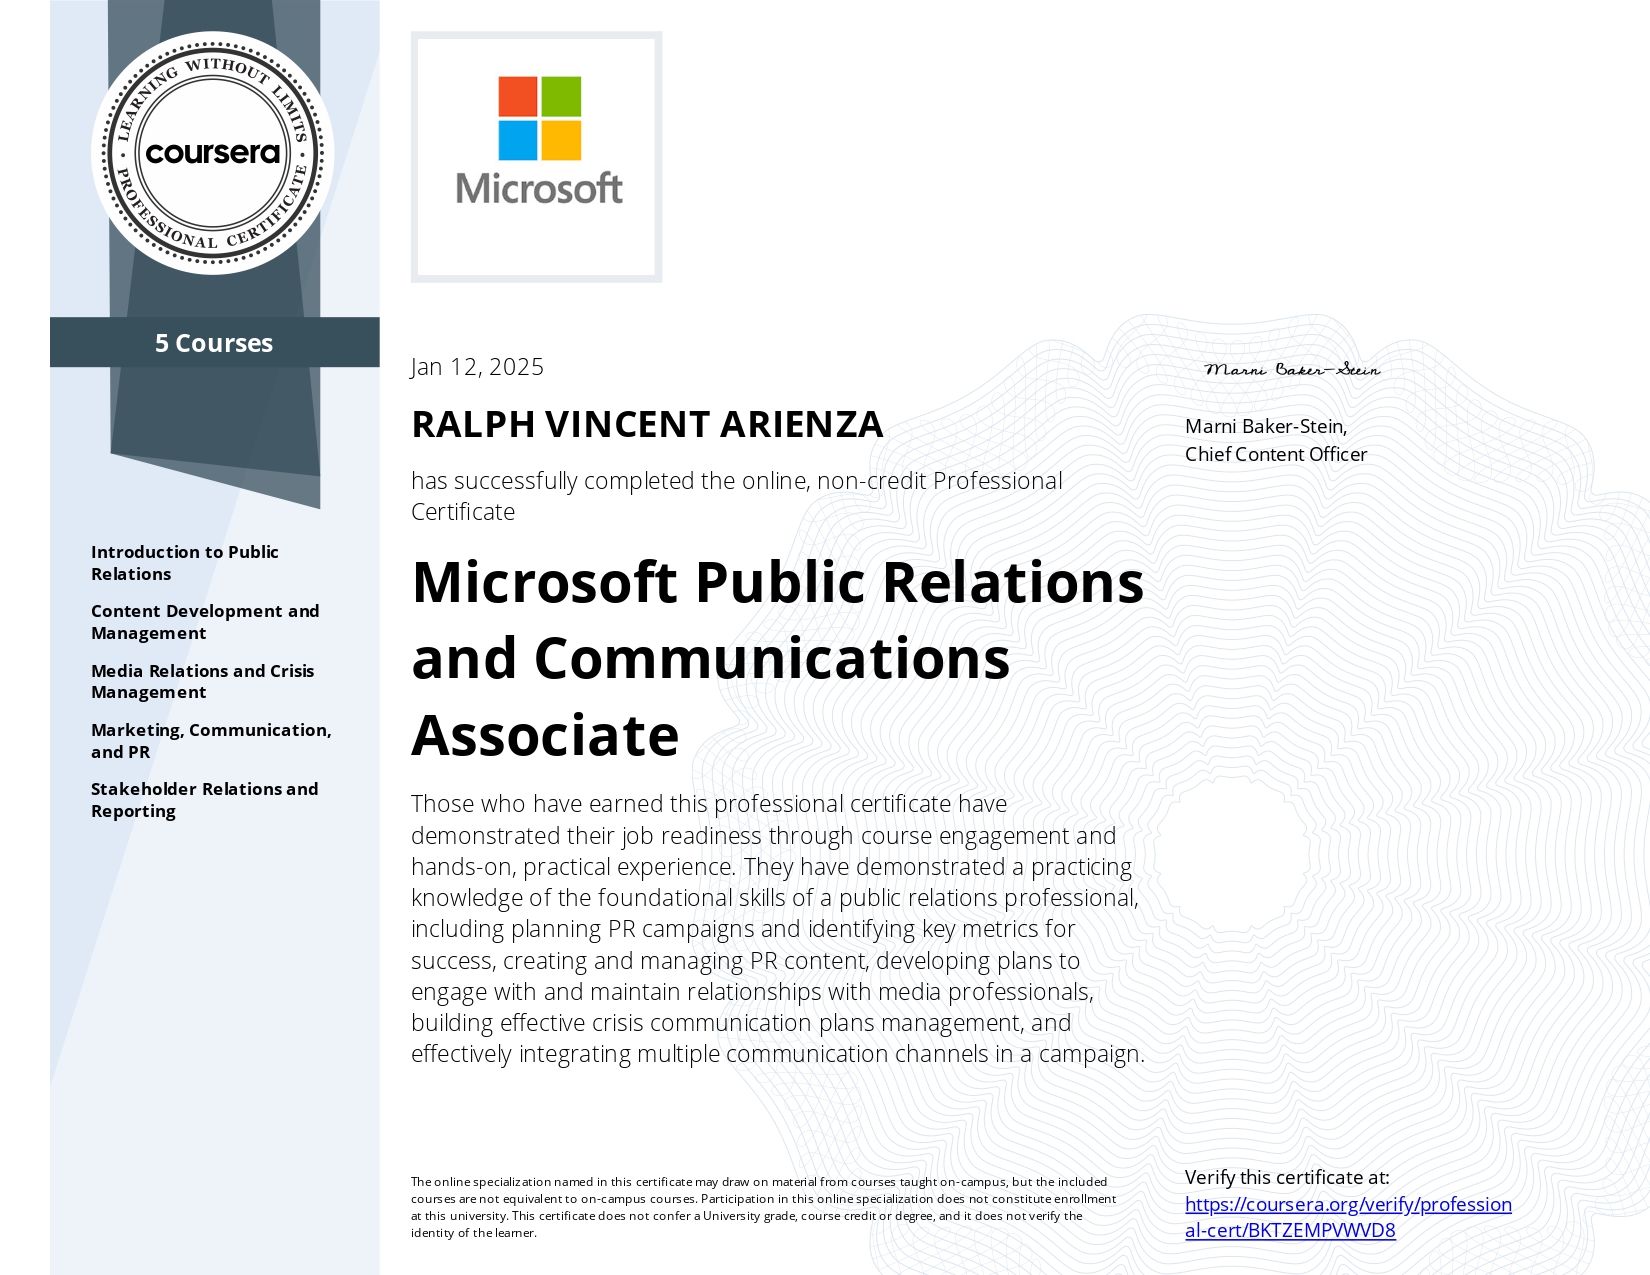 LEARNING WITHOUT LIMITS
coursera
PROFESSIONAL CERTIFICATE
5 Courses
Introduction to Public
Relations
Content Development and
Management
Media Relations and Crisis
Management
Marketing, Communication,
and PR
Stakeholder Relations and
Reporting
Microsoft
Jan 12, 2025
RALPH VINCENT ARIENZA
has successfully completed the online, non-credit Professional
Certificate
Microsoft Public Relations
and Communications
Associate
Those who have earned this professional certificate have
demonstrated their job readiness through course engagement and
hands-on, practical experience. They have demonstrated a practicing
knowledge of the foundational skills of a public relations professional,
including planning PR campaigns and identifying key metrics for
success, creating and managing PR content, developing plans to
engage with and maintain relationships with media professionals,
building effective crisis communication plans management, and
effectively integrating multiple communication channels in a campaign.
The online specialization named in this certificate may draw on material from courses taught on-campus, but the included
courses are not equivalent to on-campus courses. Participation in this online specialization does not constitute enrollment
at this university. This certificate does not confer a University grade, course credit or degree, and it does not verify the
identity of the learner.
Marni Baker-Stein
Marni Baker-Stein,
Chief Content Officer
Verify this certificate at:
https://coursera.org/verify/profession
al-cert/BKTZEMPVWVD8